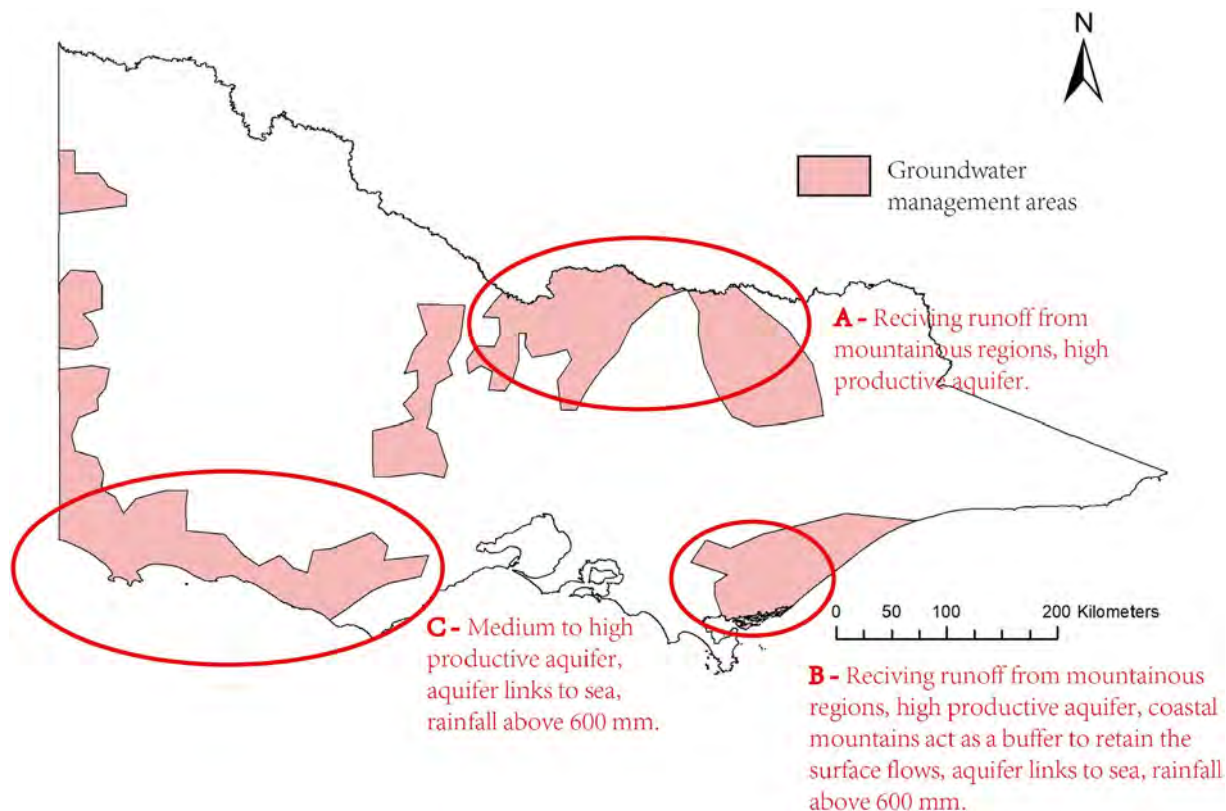 N
Groundwater
management areas
A - Reciving runoff from
mountainous regions, high
productive aquifer.
0 50 100 200 Kilometers
C - Medium to high
productive aquifer,
aquifer links to sea,
rainfall above 600 mm.
B - Reciving runoff from mountainous
regions, high productive aquifer, coastal
mountains act as a buffer to retain the
surface flows, aquifer links to sea, rainfall
above 600 mm.